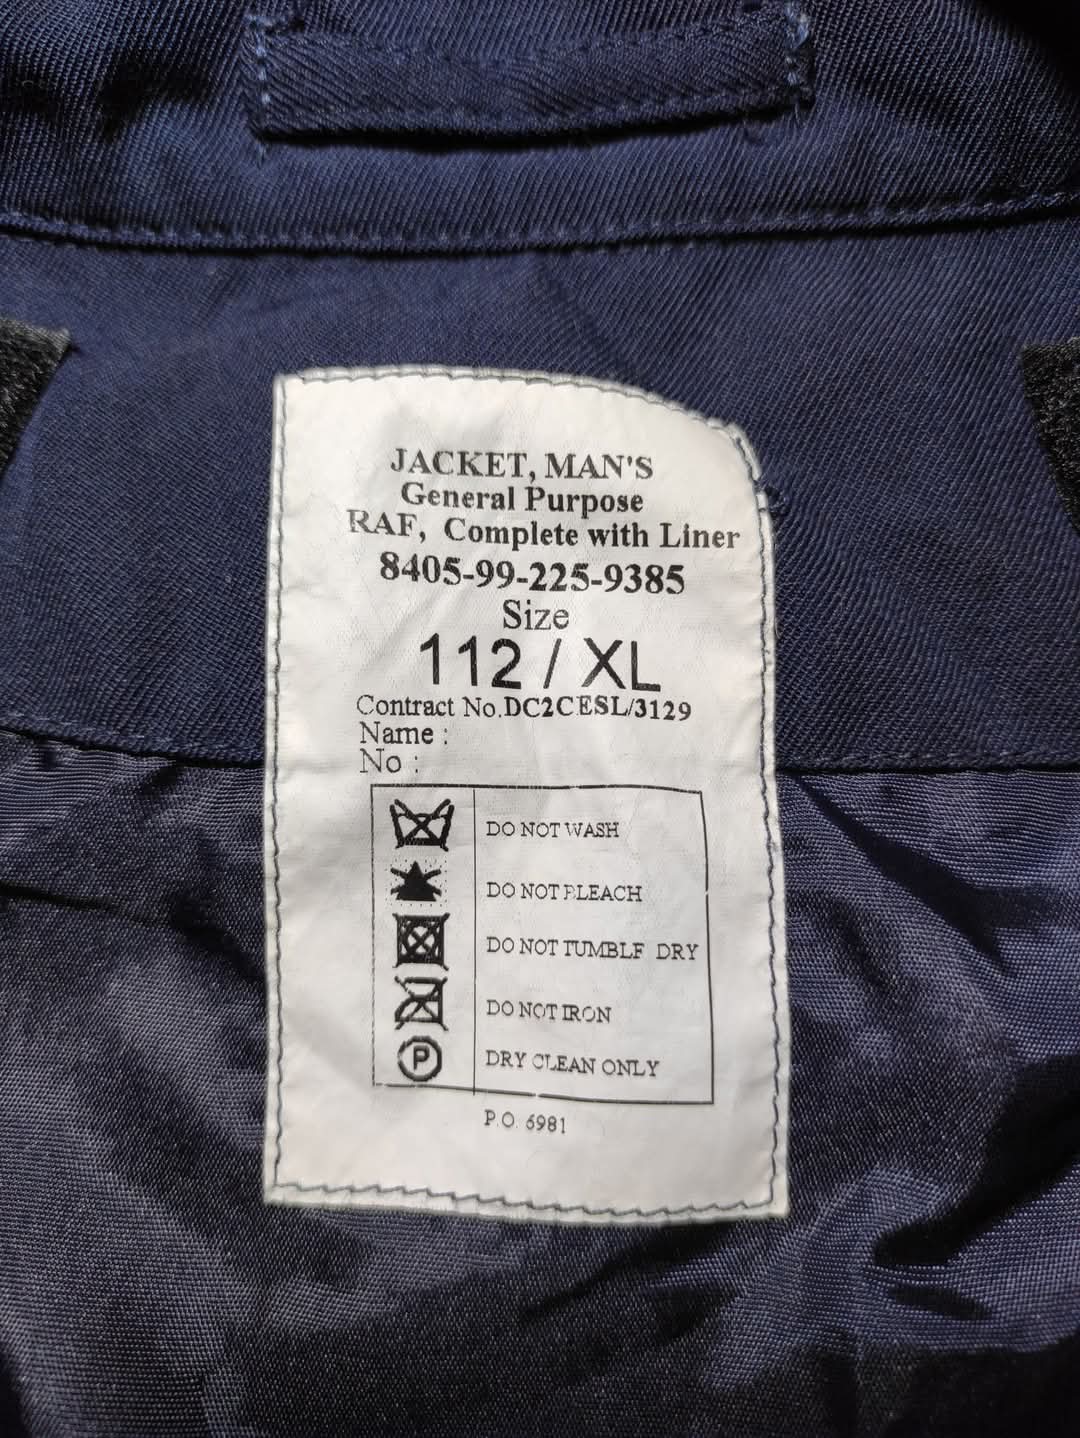 JACKET, MAN'S
General Purpose
RAF, Complete with Liner
8405-99-225-9385
Size
112 / XL
Contract No.DC2CESL/3129
Name :
No :
DO NOT WASH
DO NOT BLEACH
DO NOT TUMBLE DRY
DO NOT IRON
P DRY CLEAN ONLY
P.O. 6981